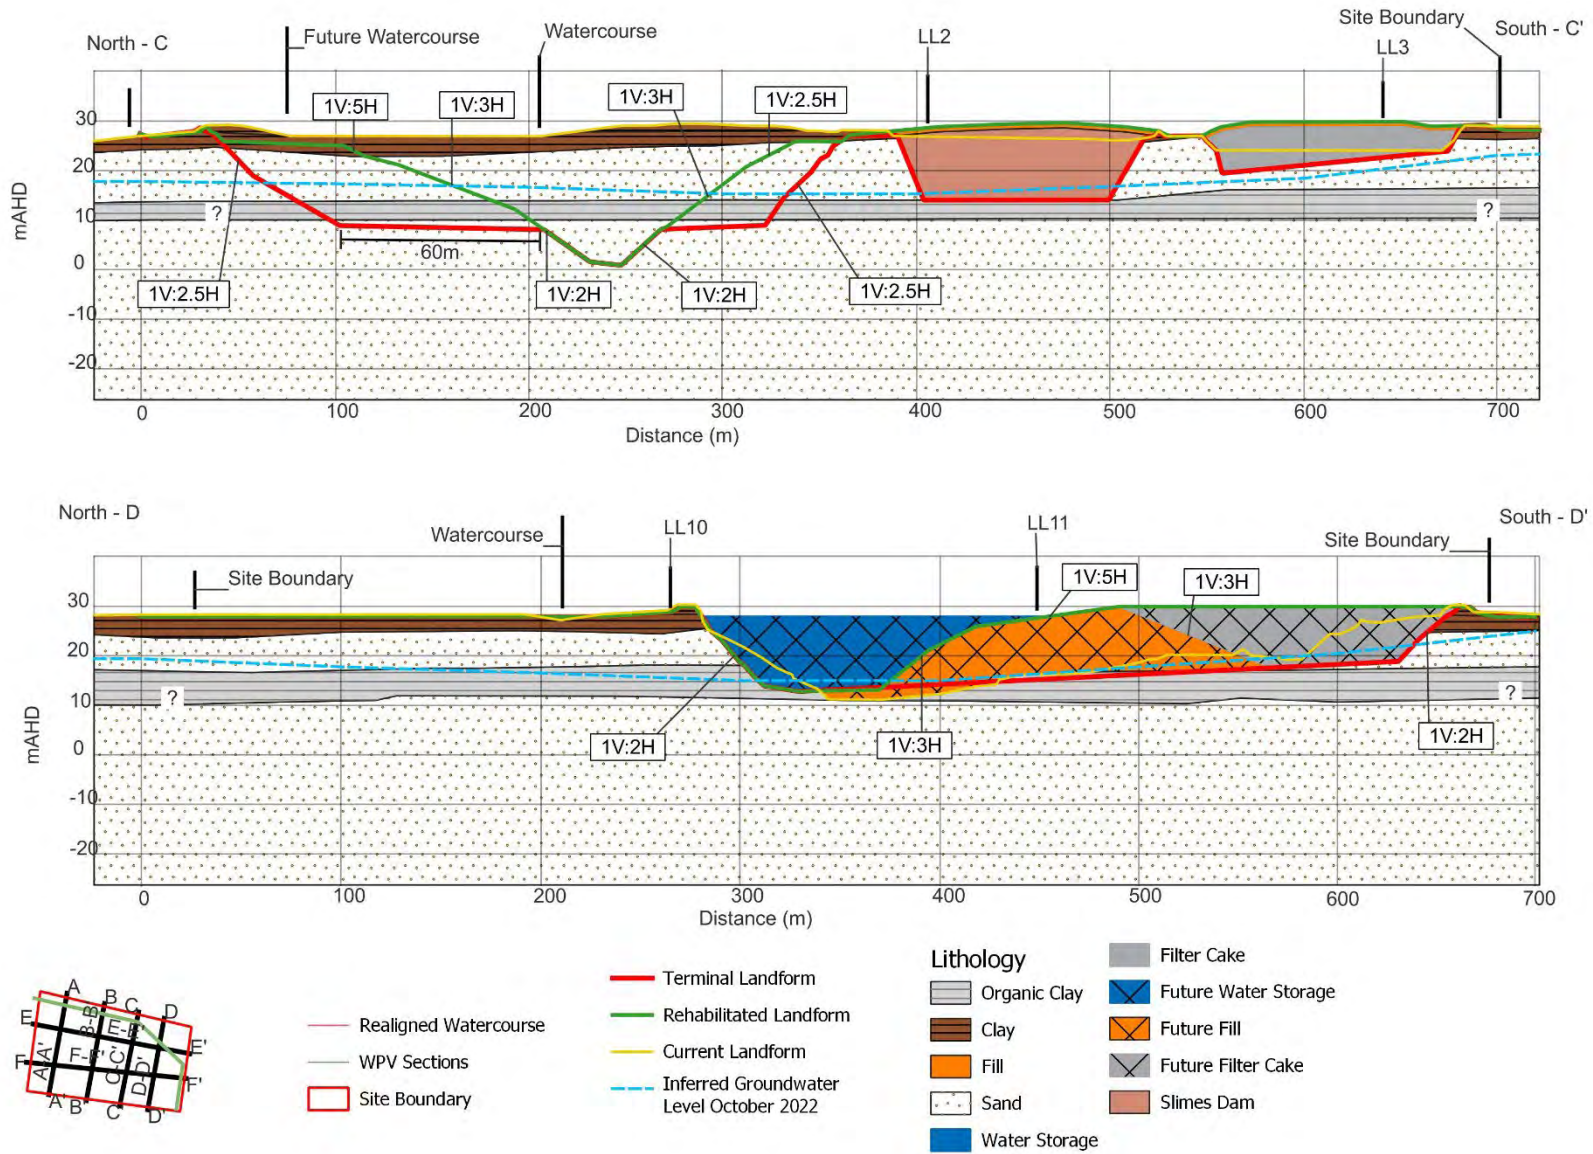 North - C
Future Watercourse
Watercourse
LL2
Site Boundary
LL3
South - C'
1V:5H
1V:3H
1V:3H
1V:2.5H
30
20
10
0
-10
-20
mAHD
?
?
60m
1V:2.5H
1V:2H
1V:2H
1V:2.5H
0 100 200 300 400 500 600 700
Distance (m)
North - D
Site Boundary
Watercourse
LL10
LL11
Site Boundary
South - D'
1V:5H
1V:3H
30
20
10
0
-10
-20
mAHD
?
?
1V:2H
1V:3H
1V:2H
0 100 200 300 400 500 600 700
Distance (m)
A B C D
E E'
F F'
A-A' B-B' C-C' D-D'
E-E'
F-F'
A' B' C D'
Realigned Watercourse
WPV Sections
Site Boundary
Terminal Landform
Rehabilitated Landform
Current Landform
Inferred Groundwater
Level October 2022
Lithology
Organic Clay
Clay
Fill
Sand
Water Storage
Filter Cake
Future Water Storage
Future Fill
Future Filter Cake
Slimes Dam